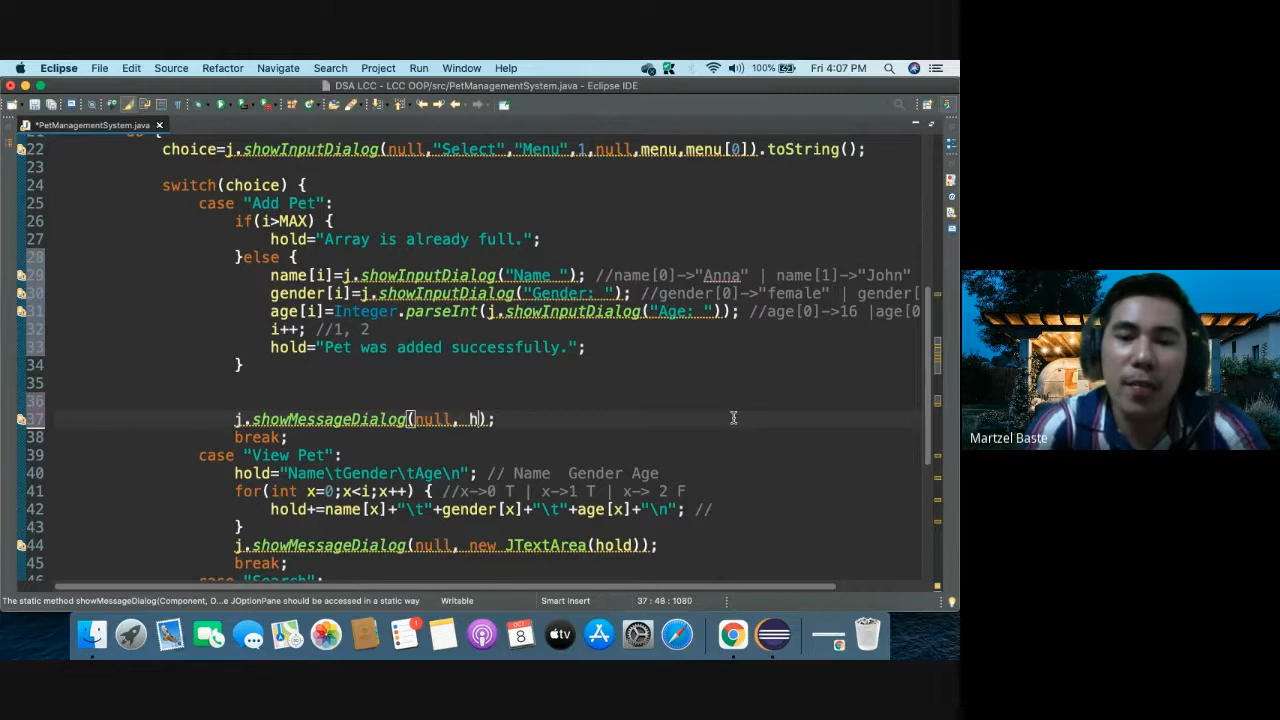 Eclipse File Edit Source Refactor Navigate Search Project Run Window Help 100% Fri 4:07 PM
DSA LCC - LCC OOP/src/PetManagementSystem.java - Eclipse IDE
*PetManagementSystem.java
22 choice=j.showInputDialog(null,"Select","Menu",1,null,menu,menu[0]).toString();
23
24 switch(choice) {
25 case "Add Pet":
26 if(i>MAX) {
27 hold="Array is already full.";
28 }else {
29 name[i]=j.showInputDialog("Name "); //name[0]->"Anna" | name[1]->"John"
30 gender[i]=j.showInputDialog("Gender: "); //gender[0]->"female" | gender[
31 age[i]=Integer.parseInt(j.showInputDialog("Age: ")); //age[0]->16 |age[0
32 i++; //1, 2
33 hold="Pet was added successfully.";
34 }
35
36
37 j.showMessageDialog(null, h);
38 break;
39 case "View Pet":
40 hold="Name\tGender\tAge\n"; // Name Gender Age
41 for(int x=0;x<i;x++) { //x->0 T | x->1 T | x-> 2 F
42 hold+=name[x]+"\t"+gender[x]+"\t"+age[x]+"\n"; //
43 }
44 j.showMessageDialog(null, new JTextArea(hold));
45 break;
46 case "Search":
The static method showMessageDialog(Component, O...e JOptionPane should be accessed in a static way Writable Smart Insert 37 : 48 : 1080
OCT 8
1
tv
Martzel Baste